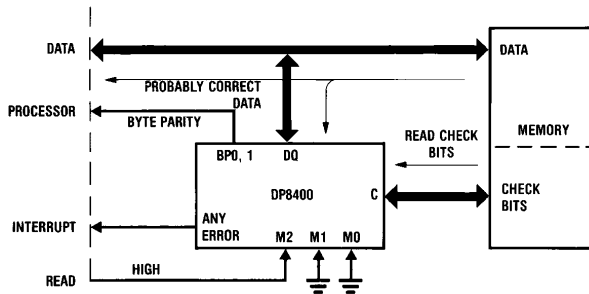 DATA
DATA
PROBABLY CORRECT
DATA
PROCESSOR
BYTE PARITY
READ CHECK
BITS
MEMORY
BP0, 1
DQ
DP8400
C
CHECK
BITS
ANY
ERROR
INTERRUPT
M2
M1
M0
READ
HIGH